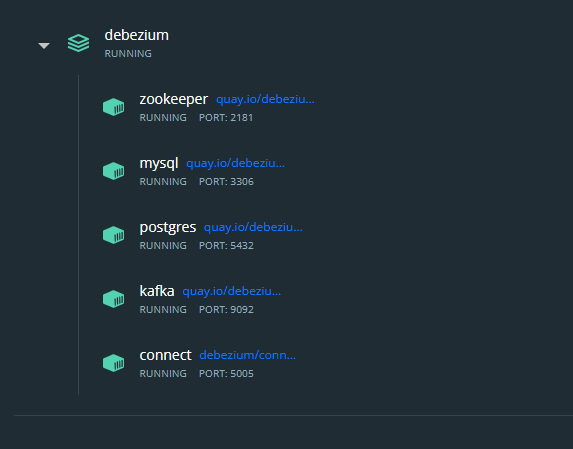 debezium
RUNNING
zookeeper quay.io/debeziu...
RUNNING PORT: 2181
mysql quay.io/debeziu...
RUNNING PORT: 3306
postgres quay.io/debeziu...
RUNNING PORT: 5432
kafka quay.io/debeziu...
RUNNING PORT: 9092
connect debezium/conn...
RUNNING PORT: 5005